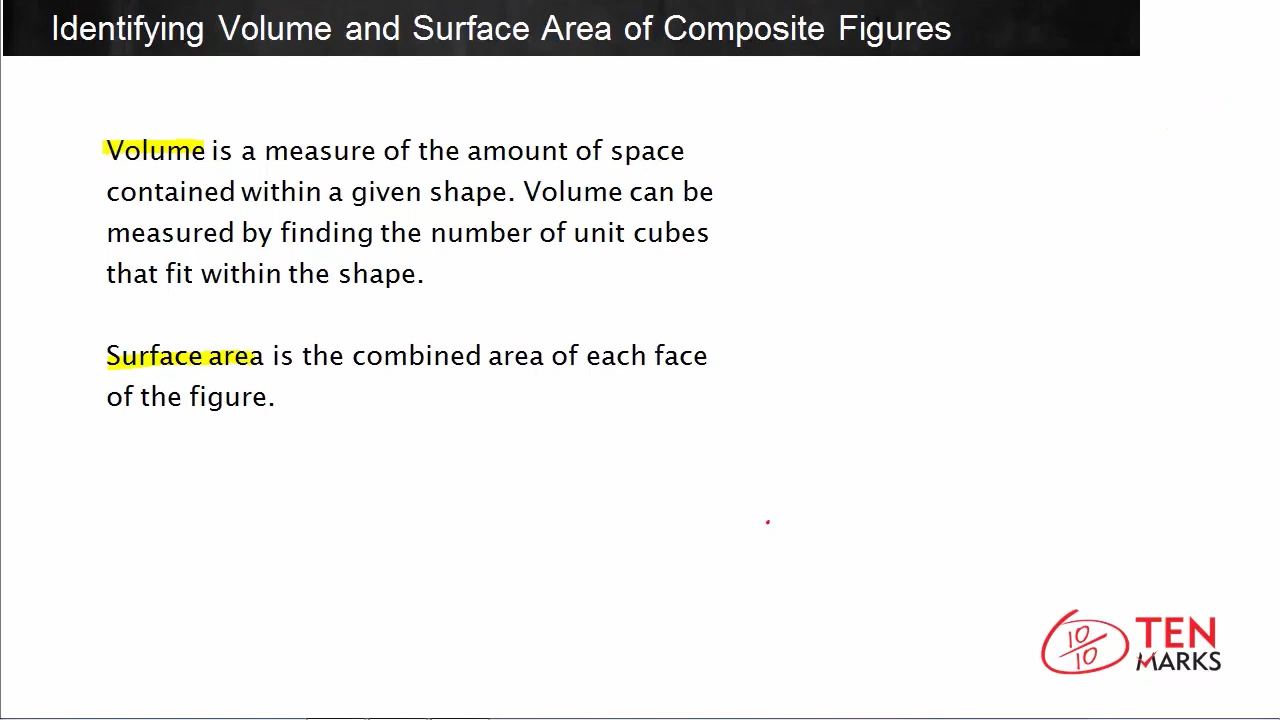 Identifying Volume and Surface Area of Composite Figures
Volume is a measure of the amount of space
contained within a given shape. Volume can be
measured by finding the number of unit cubes
that fit within the shape.
Surface area is the combined area of each face
of the figure.
10/10
TEN
MARKS